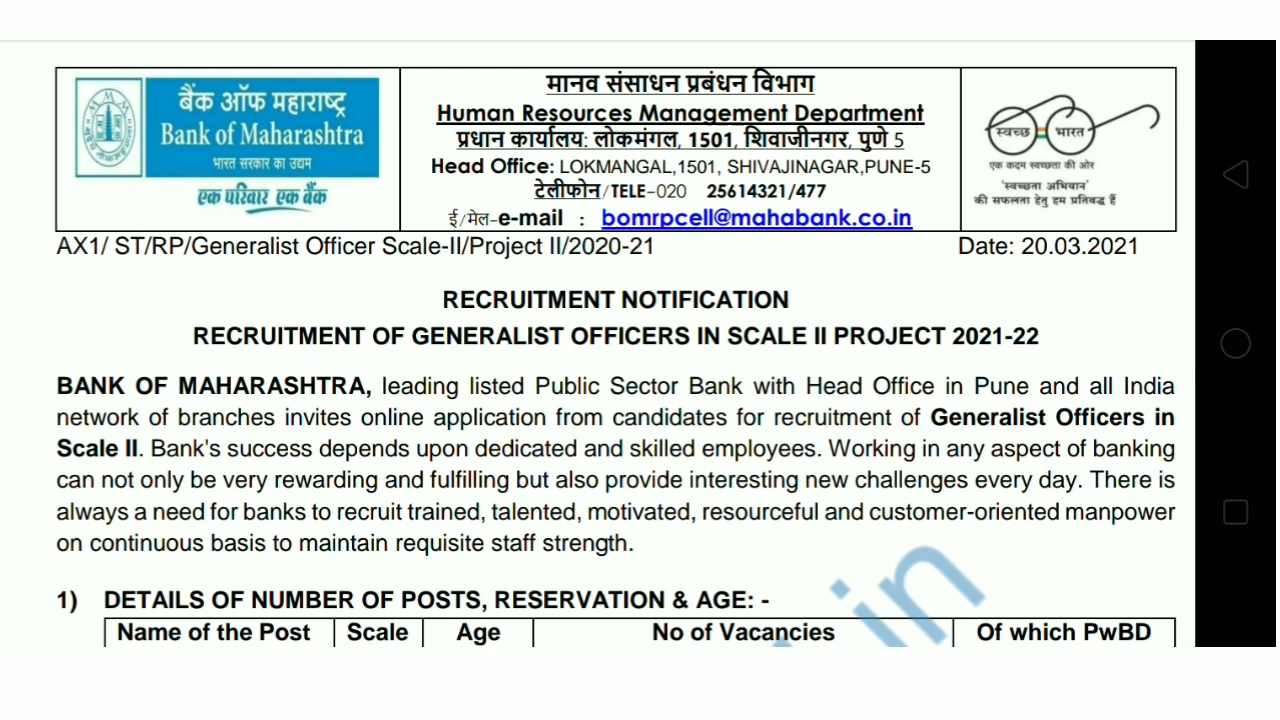 बैंक ऑफ महाराष्ट्र
Bank of Maharashtra
भारत सरकार का उद्यम
एक परिवार एक बैंक
मानव संसाधन प्रबंधन विभाग
Human Resources Management Department
प्रधान कार्यालय: लोकमंगल, 1501, शिवाजीनगर, पुणे 5
Head Office: LOKMANGAL,1501, SHIVAJINAGAR,PUNE-5
टेलीफोन/TELE–020 25614321/477
ई/मेल–e-mail : bomrpcell@mahabank.co.in
स्वच्छ भारत
एक कदम स्वच्छता की ओर
'स्वच्छता अभियान'
की सफलता हेतु हम प्रतिबद्ध हैं
AX1/ ST/RP/Generalist Officer Scale-II/Project II/2020-21 Date: 20.03.2021
RECRUITMENT NOTIFICATION
RECRUITMENT OF GENERALIST OFFICERS IN SCALE II PROJECT 2021-22
BANK OF MAHARASHTRA, leading listed Public Sector Bank with Head Office in Pune and all India
network of branches invites online application from candidates for recruitment of Generalist Officers in
Scale II. Bank's success depends upon dedicated and skilled employees. Working in any aspect of banking
can not only be very rewarding and fulfilling but also provide interesting new challenges every day. There is
always a need for banks to recruit trained, talented, motivated, resourceful and customer-oriented manpower
on continuous basis to maintain requisite staff strength.
1) DETAILS OF NUMBER OF POSTS, RESERVATION & AGE: -
Name of the Post Scale Age No of Vacancies Of which PwBD
.in